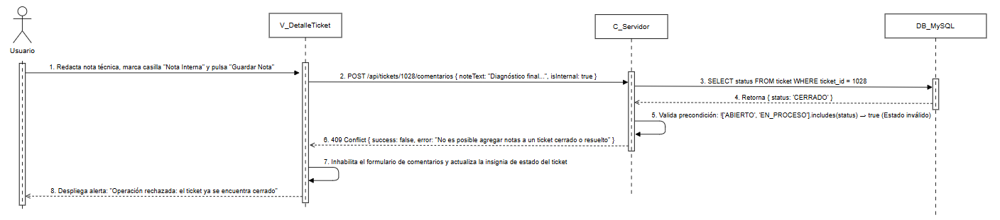 V_DetalleTicket
C_Servidor
DB_MySQL
Usuario
1. Redacta nota técnica, marca casilla "Nota Interna" y pulsa "Guardar Nota"
2. POST /api/tickets/1028/comentarios { noteText: "Diagnóstico final...", isInternal: true }
3. SELECT status FROM ticket WHERE ticket_id = 1028
4. Retorna { status: 'CERRADO' }
5. Valida precondición: !['ABIERTO', 'EN_PROCESO'].includes(status) → true (Estado inválido)
6. 409 Conflict { success: false, error: "No es posible agregar notas a un ticket cerrado o resuelto" }
7. Inhabilita el formulario de comentarios y actualiza la insignia de estado del ticket
8. Despliega alerta: "Operación rechazada: el ticket ya se encuentra cerrado"